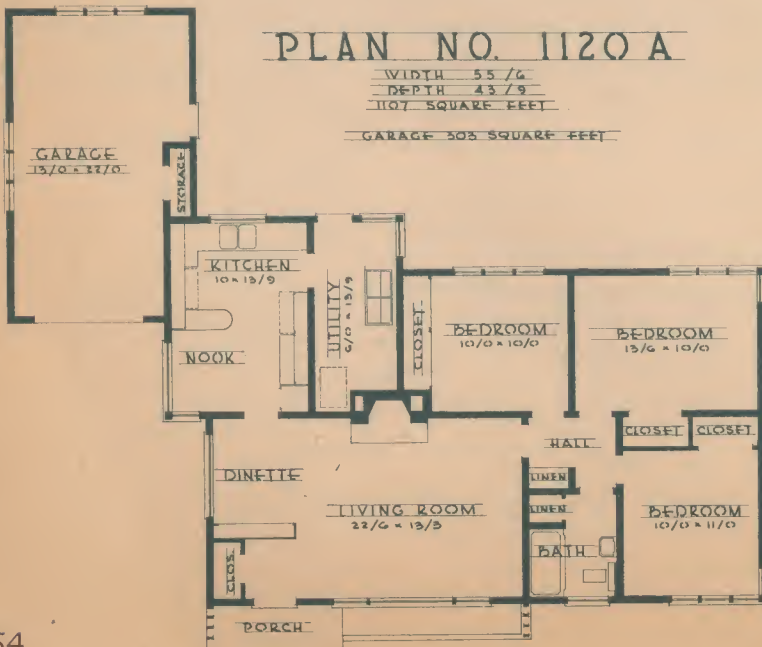 PLAN NO. 1120 A
WIDTH 55/6
DEPTH 43/9
1107 SQUARE FEET
GARAGE 303 SQUARE FEET
GARAGE
13/0 x 22/0
STORAGE
KITCHEN
10 x 13/9
UTILITY
6/0 x 13/9
NOOK
CLOSET
BEDROOM
10/0 x 10/0
BEDROOM
13/6 x 10/0
HALL
CLOSET
CLOSET
LINEN
LINEN
DINETTE
LIVING ROOM
22/6 x 13/3
BEDROOM
10/0 x 11/0
BATH
CLOS.
PORCH
54